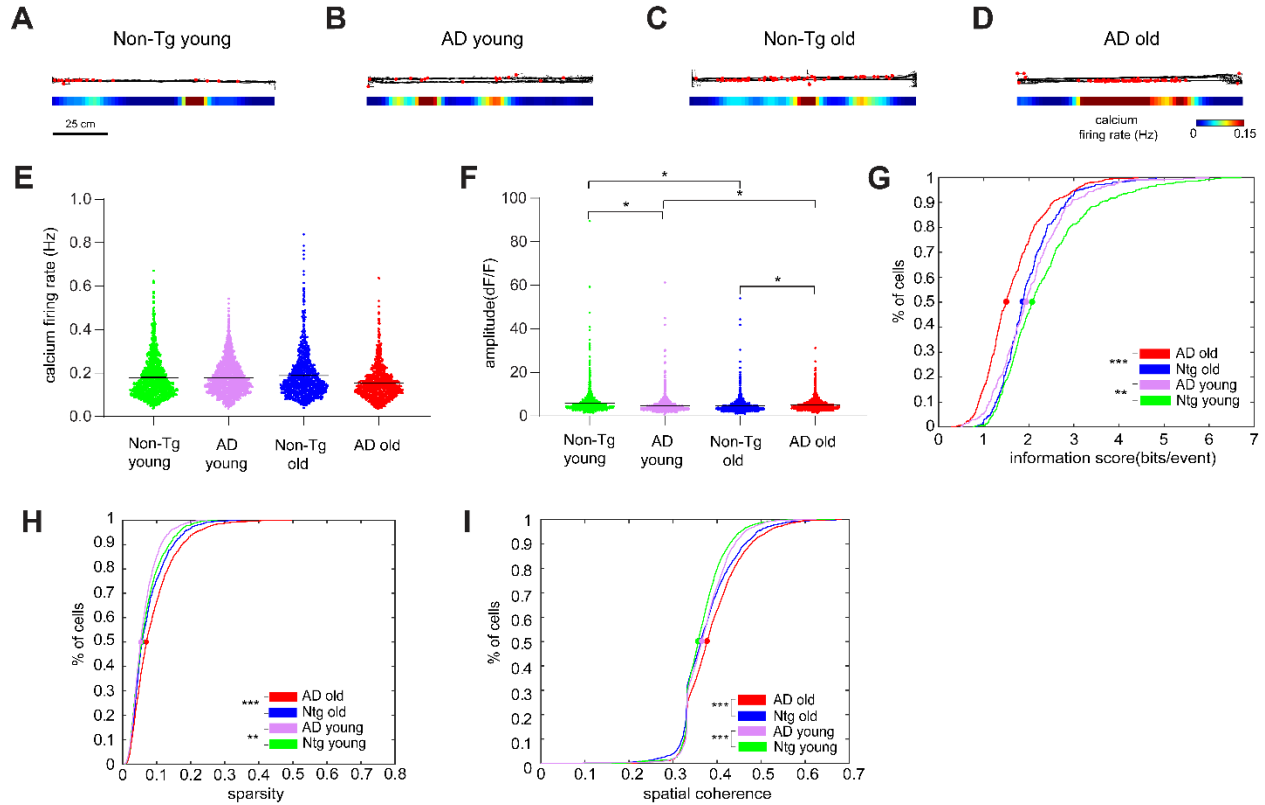 A
Non-Tg young
B
AD young
C
Non-Tg old
D
AD old
25 cm
calcium
firing rate (Hz)
0
0.15
E
calcium firing rate (Hz)
1.0
0.8
0.6
0.4
0.2
0.0
Non-Tg
young
AD
young
Non-Tg
old
AD old
F
amplitude(dF/F)
100
80
60
40
20
0
*
*
*
*
Non-Tg
young
AD
young
Non-Tg
old
AD old
G
% of cells
1
0.9
0.8
0.7
0.6
0.5
0.4
0.3
0.2
0.1
0
0 1 2 3 4 5 6 7
information score(bits/event)
***
**
AD old
Ntg old
AD young
Ntg young
H
% of cells
1
0.9
0.8
0.7
0.6
0.5
0.4
0.3
0.2
0.1
0
0 0.1 0.2 0.3 0.4 0.5 0.6 0.7 0.8
sparsity
***
**
AD old
Ntg old
AD young
Ntg young
I
% of cells
1
0.9
0.8
0.7
0.6
0.5
0.4
0.3
0.2
0.1
0
0 0.1 0.2 0.3 0.4 0.5 0.6 0.7
spatial coherence
***
***
AD old
Ntg old
AD young
Ntg young